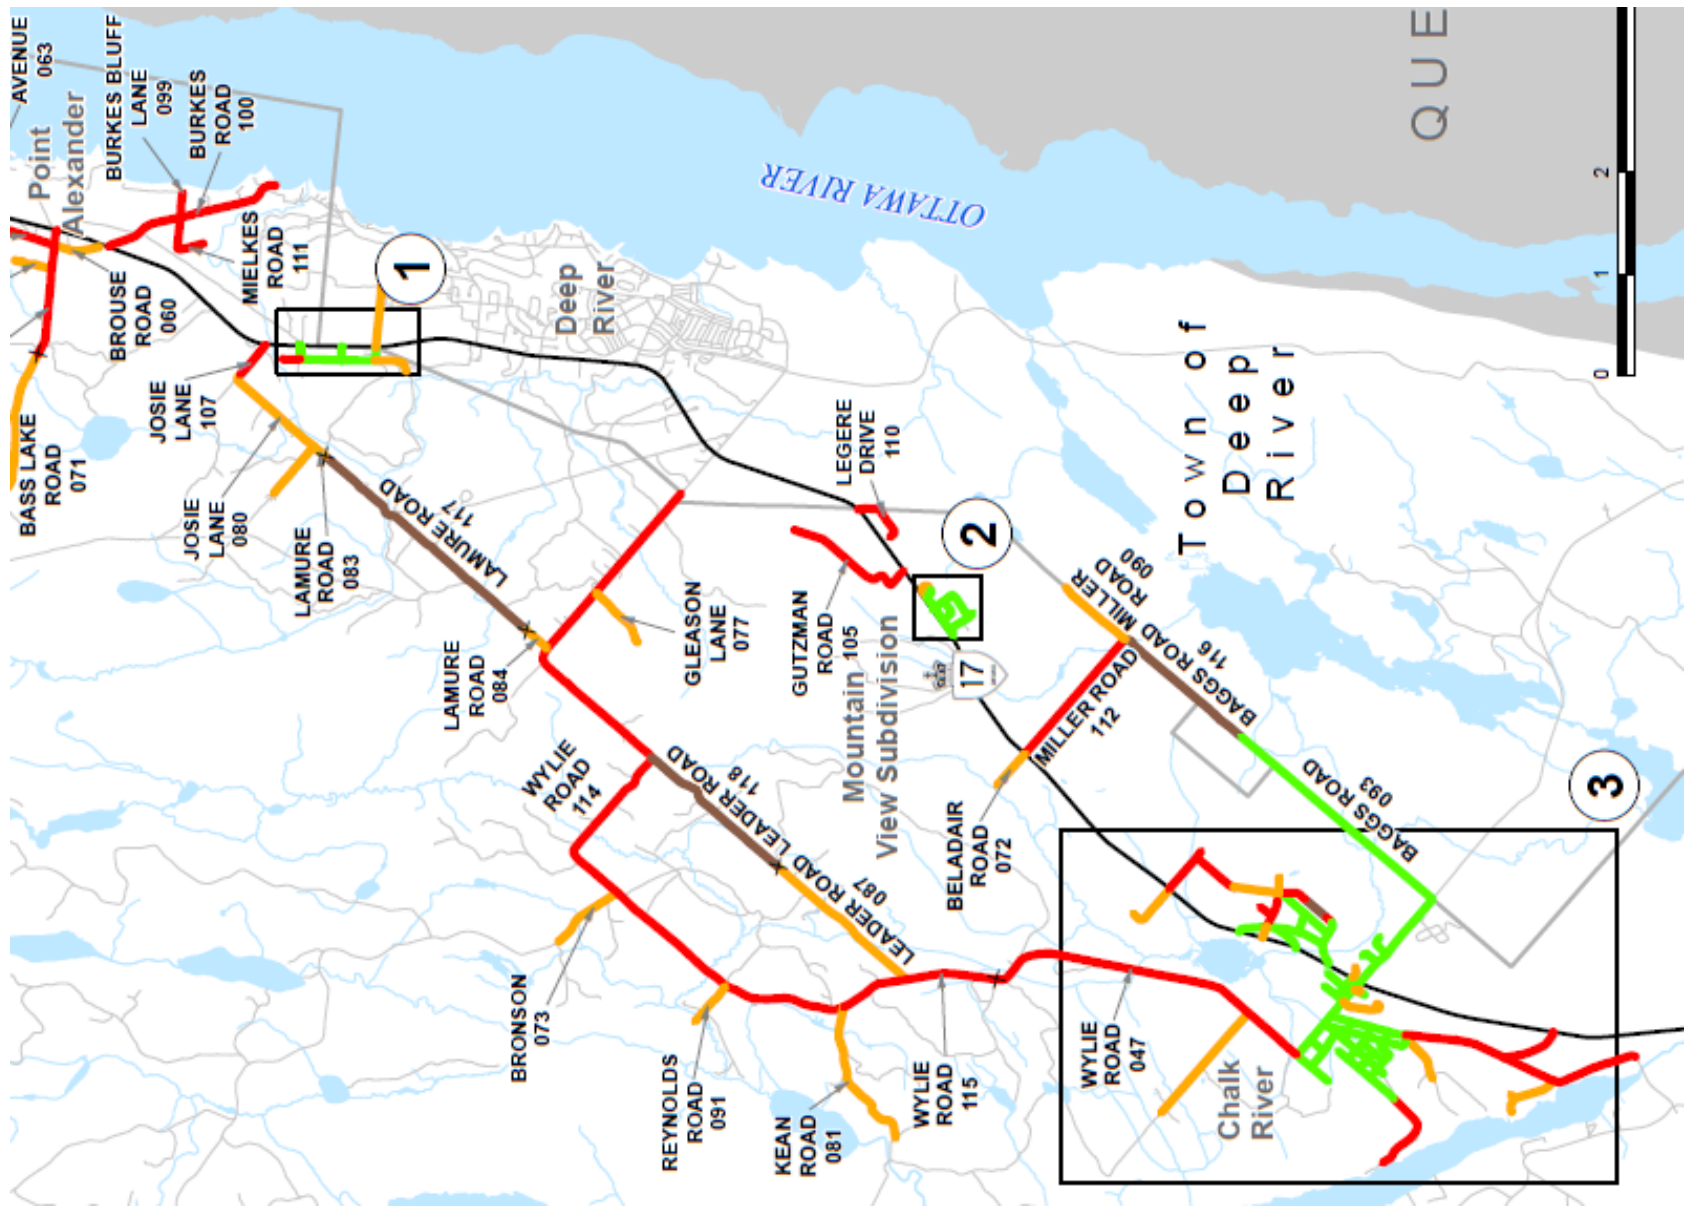 AVENUE
063
Point
Alexander
BURKES BLUFF
LANE
099
BURKES
ROAD
100
MIELKES
ROAD
111
BROUSE
ROAD
060
BASS LAKE
ROAD
071
JOSIE
LANE
107
JOSIE
LANE
080
LAMURE
ROAD
083
LAMURE ROAD
117
LAMURE
ROAD
084
GLEASON
LANE
077
1
Deep
River
OTTAWA RIVER
QUE
LEGERE
DRIVE
110
GUTZMAN
ROAD
105
2
Mountain
View Subdivision
17
Town of
Deep
River
MILLER
ROAD
090
BAGGS ROAD
116
MILLER ROAD
112
BELADAIR
ROAD
072
BAGGS ROAD
093
3
WYLIE
ROAD
114
LEADER ROAD
118
LEADER ROAD
087
BRONSON
073
REYNOLDS
ROAD
091
KEAN
ROAD
081
WYLIE
ROAD
115
WYLIE
ROAD
047
Chalk
River
0
1
2